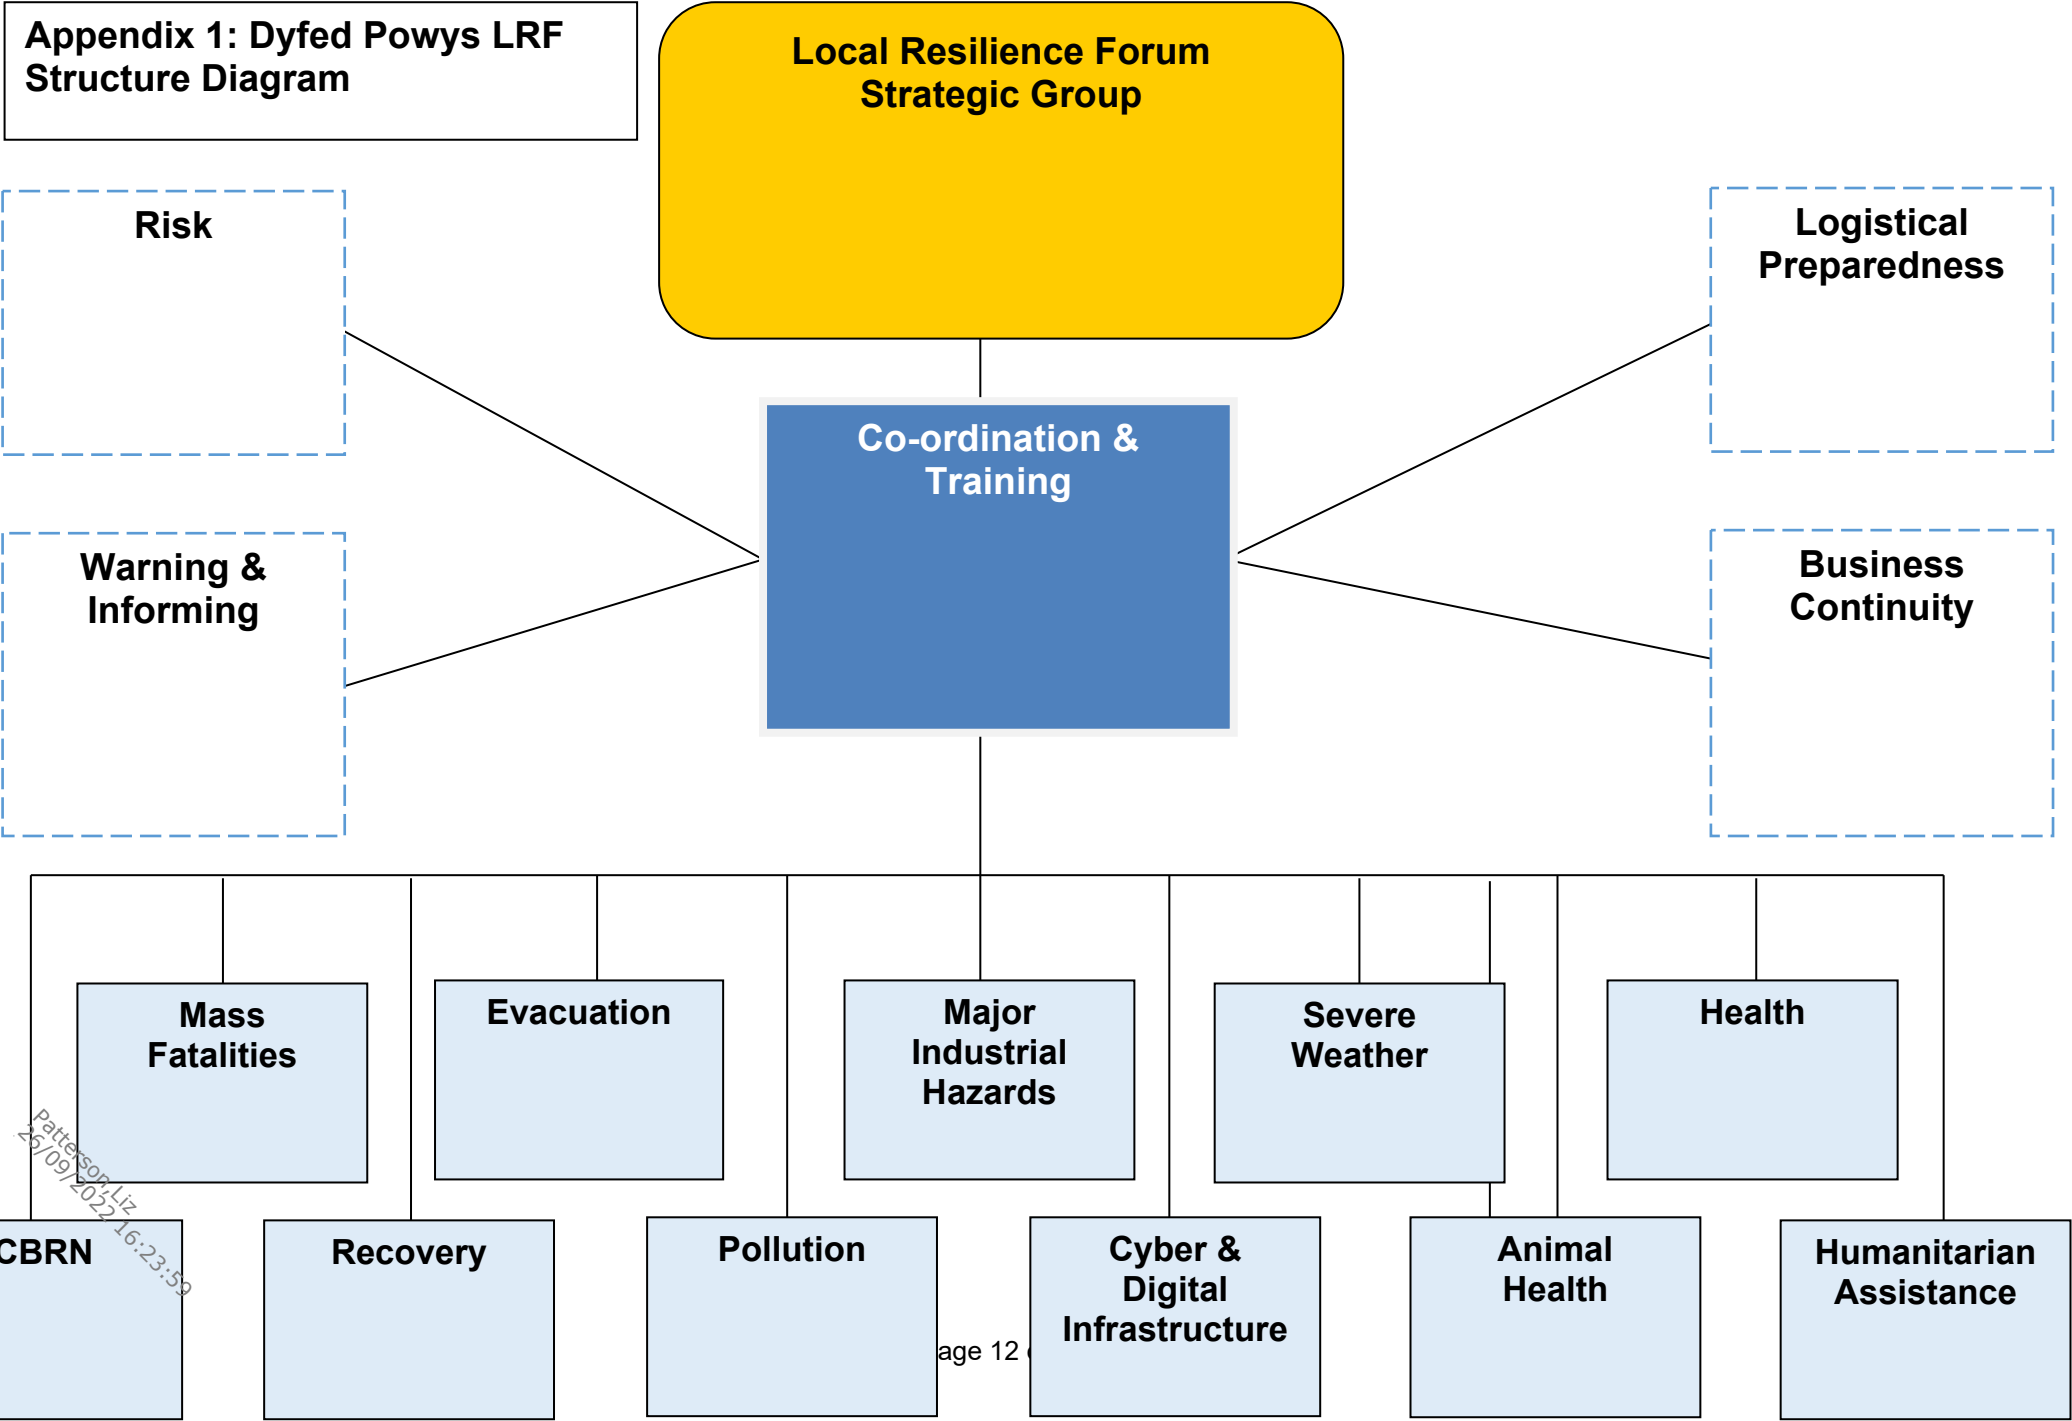 Appendix 1: Dyfed Powys LRF
Structure Diagram
Local Resilience Forum
Strategic Group
Risk
Logistical
Preparedness
Co-ordination &
Training
Warning &
Informing
Business
Continuity
Mass
Fatalities
Evacuation
Major
Industrial
Hazards
Severe
Weather
Health
Patterson,Liz
26/09/2022 16:23:59
CBRN
Recovery
Pollution
Cyber &
Digital
Infrastructure
Animal
Health
Humanitarian
Assistance
age 12